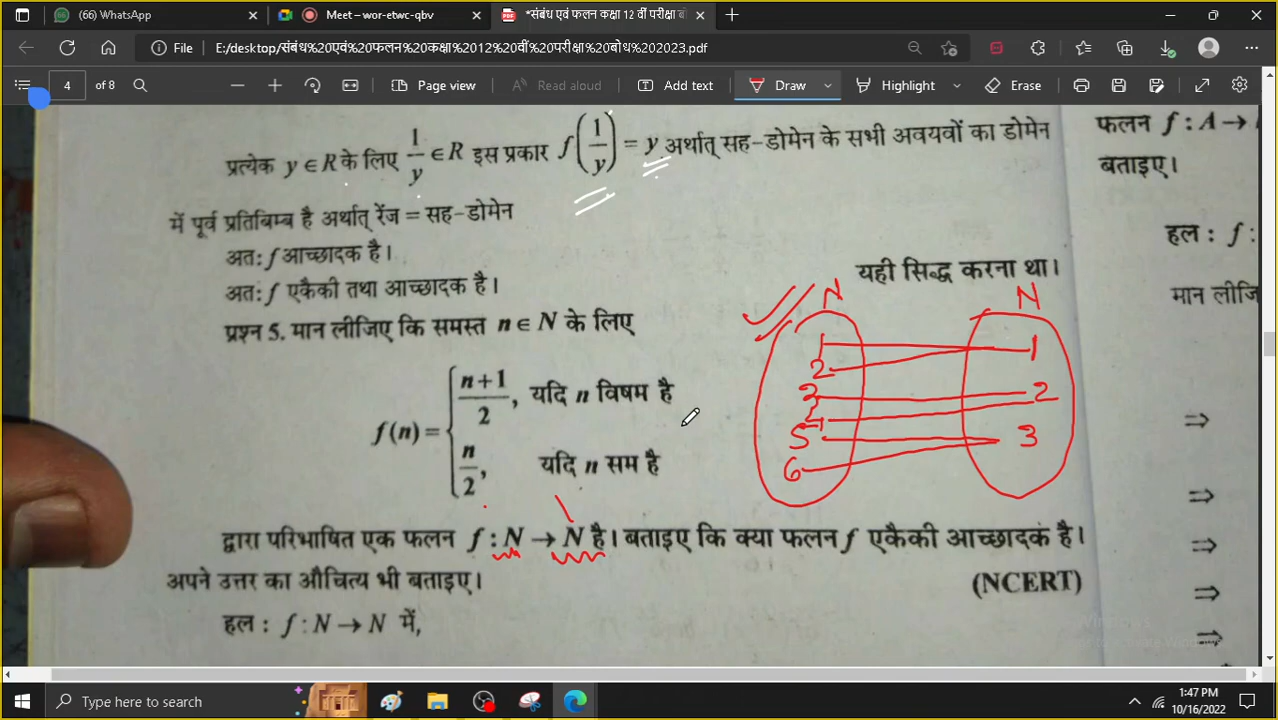 (66) WhatsApp
Meet – wor-etwc-qbv
*संबंध एवं फलन कक्षा 12 वीं परीक्षा बो
File E:/desktop/संबंध%20एवं%20फलन%20कक्षा%2012%20वीं%20परीक्षा%20बोध%202023.pdf
4 of 8
Page view
Read aloud
Add text
Draw
Highlight
Erase
प्रत्येक y ∈ R के लिए 1/y ∈ R इस प्रकार f(1/y) = y अर्थात् सह-डोमेन के सभी अवयवों का डोमेन
में पूर्व प्रतिबिम्ब है अर्थात् रेंज = सह-डोमेन
अतः f आच्छादक है।
यही सिद्ध करना था।
अतः f एकैकी तथा आच्छादक है।
प्रश्न 5. मान लीजिए कि समस्त n ∈ N के लिए
f(n) = { n+1/2, यदि n विषम है
n/2, यदि n सम है
N N
1 1
2
3 2
4
5 3
6
द्वारा परिभाषित एक फलन f : N → N है। बताइए कि क्या फलन f एकैकी आच्छादक है।
अपने उत्तर का औचित्य भी बताइए।
(NCERT)
हल : f : N → N में,
फलन f : A →
बताइए।
हल : f :
मान लीजि
⇒
⇒
⇒
⇒
⇒
Type here to search
1:47 PM
10/16/2022